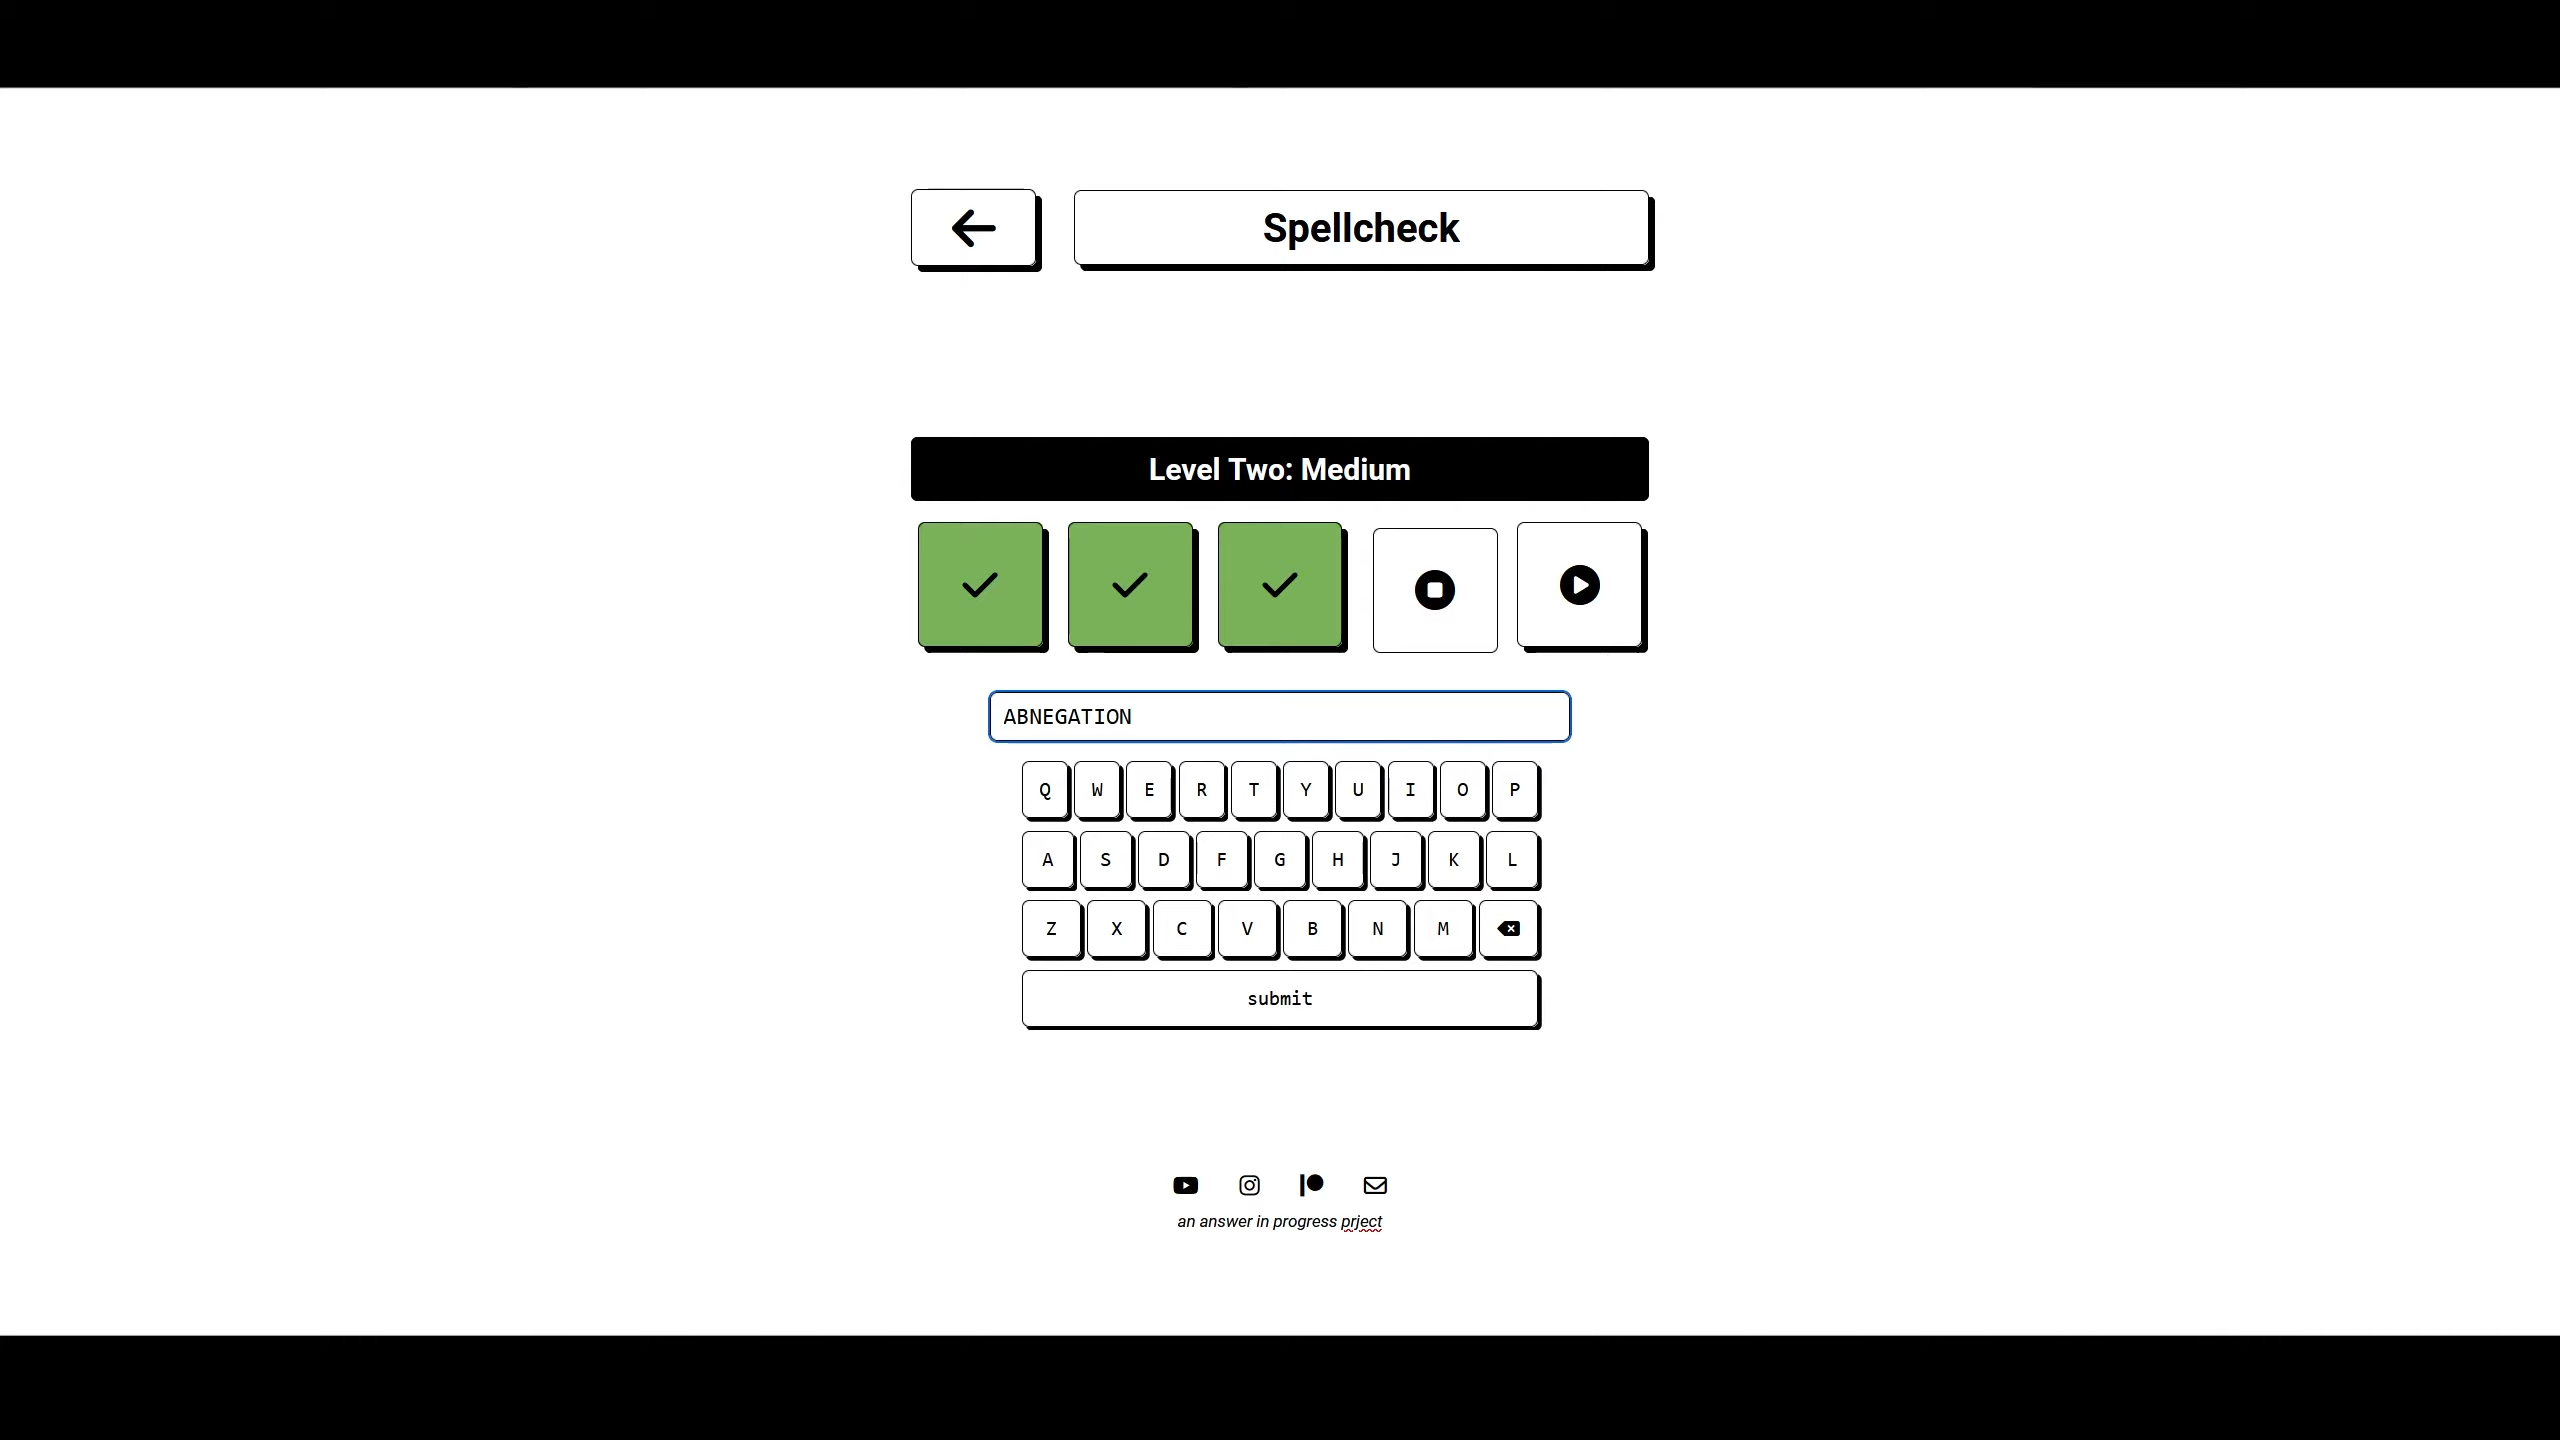 Spellcheck
Level Two: Medium
ABNEGATION
Q W E R T Y U I O P
A S D F G H J K L
Z X C V B N M
submit
an answer in progress prject